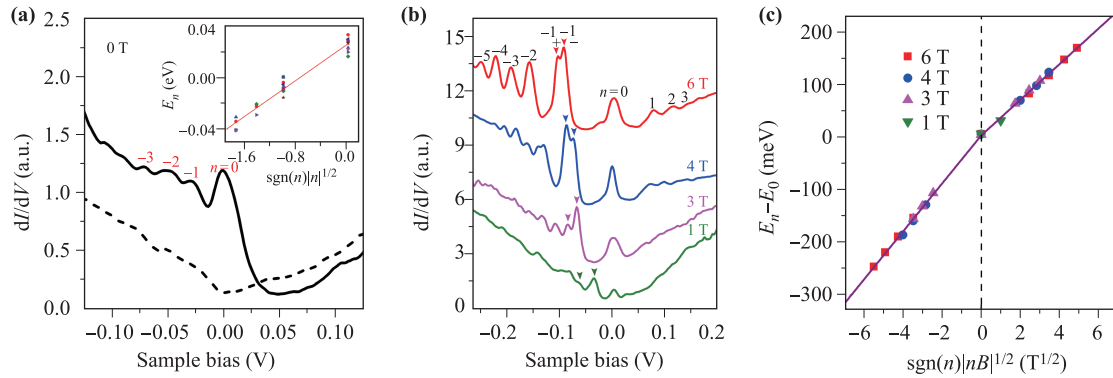 (a)
2.5
2.0
1.5
1.0
0.5
0.0
dI/dV (a.u.)
0 T
−3
−2
−1
n=0
−0.10
−0.05
0.00
0.05
0.10
Sample bias (V)
0.04
0.00
−0.04
E_n (eV)
−1.6
−0.8
0.0
sgn(n)|n|^{1/2}
(b)
15
12
9
6
3
0
dI/dV (a.u.)
−5
−4
−3
−2
−1 −1
+ −
n=0
1
2
3
6 T
4 T
3 T
1 T
−0.2
−0.1
0.0
0.1
0.2
Sample bias (V)
(c)
200
100
0
−100
−200
−300
E_n−E_0 (meV)
6 T
4 T
3 T
1 T
−6
−4
−2
0
2
4
6
sgn(n)|nB|^{1/2} (T^{1/2})